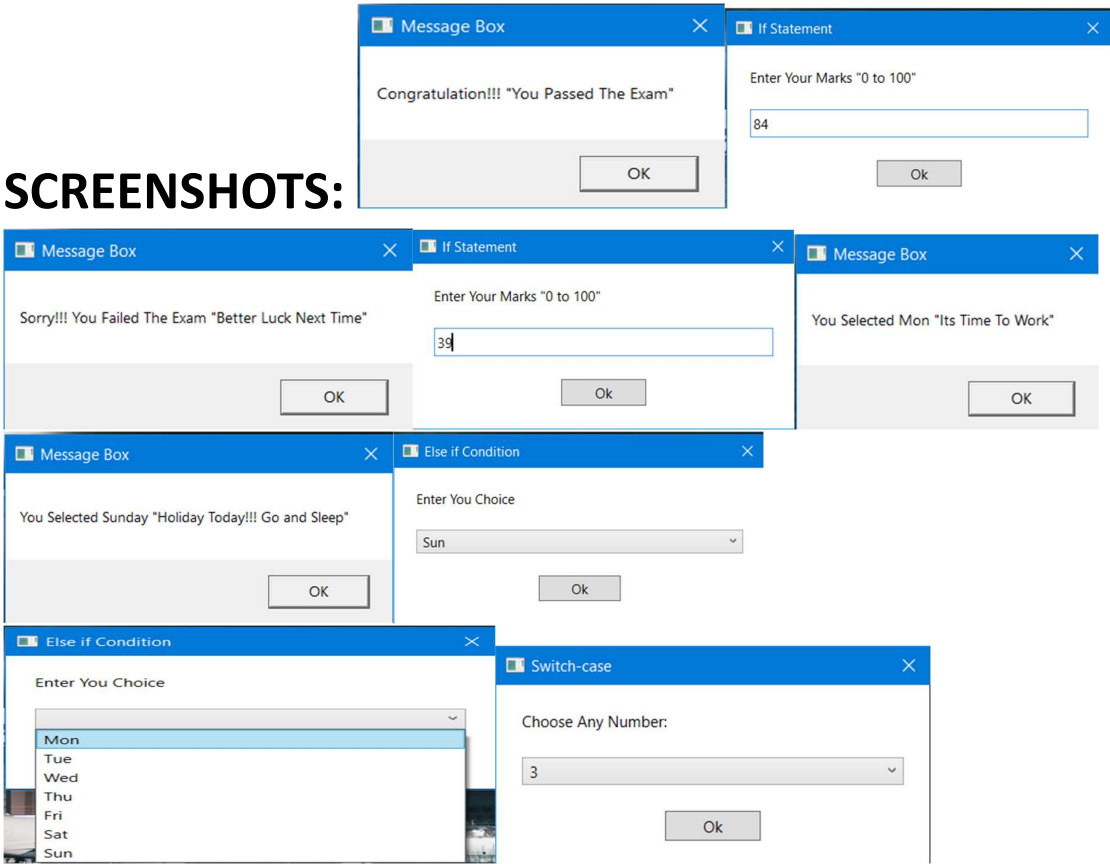 Message Box
Congratulation!!! "You Passed The Exam"
OK
If Statement
Enter Your Marks "0 to 100"
84
Ok
SCREENSHOTS:
Message Box
Sorry!!! You Failed The Exam "Better Luck Next Time"
OK
If Statement
Enter Your Marks "0 to 100"
39
Ok
Message Box
You Selected Mon "Its Time To Work"
OK
Message Box
You Selected Sunday "Holiday Today!!! Go and Sleep"
OK
Else if Condition
Enter You Choice
Sun
Ok
Else if Condition
Enter You Choice
Mon
Tue
Wed
Thu
Fri
Sat
Sun
Switch-case
Choose Any Number:
3
Ok